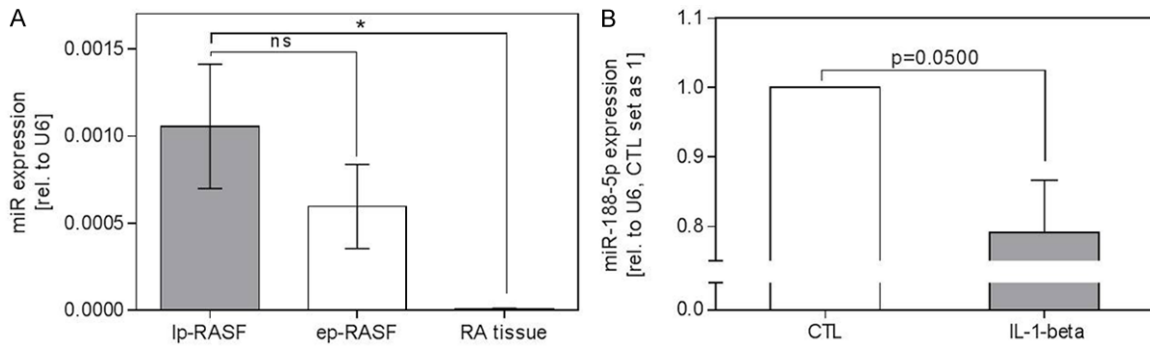 A
miR expression
[rel. to U6]
0.0015
0.0010
0.0005
0.0000
*
ns
lp-RASF
ep-RASF
RA tissue
B
miR-188-5p expression
[rel. to U6, CTL set as 1]
1.1
1.0
0.9
0.8
0.0
p=0.0500
CTL
IL-1-beta